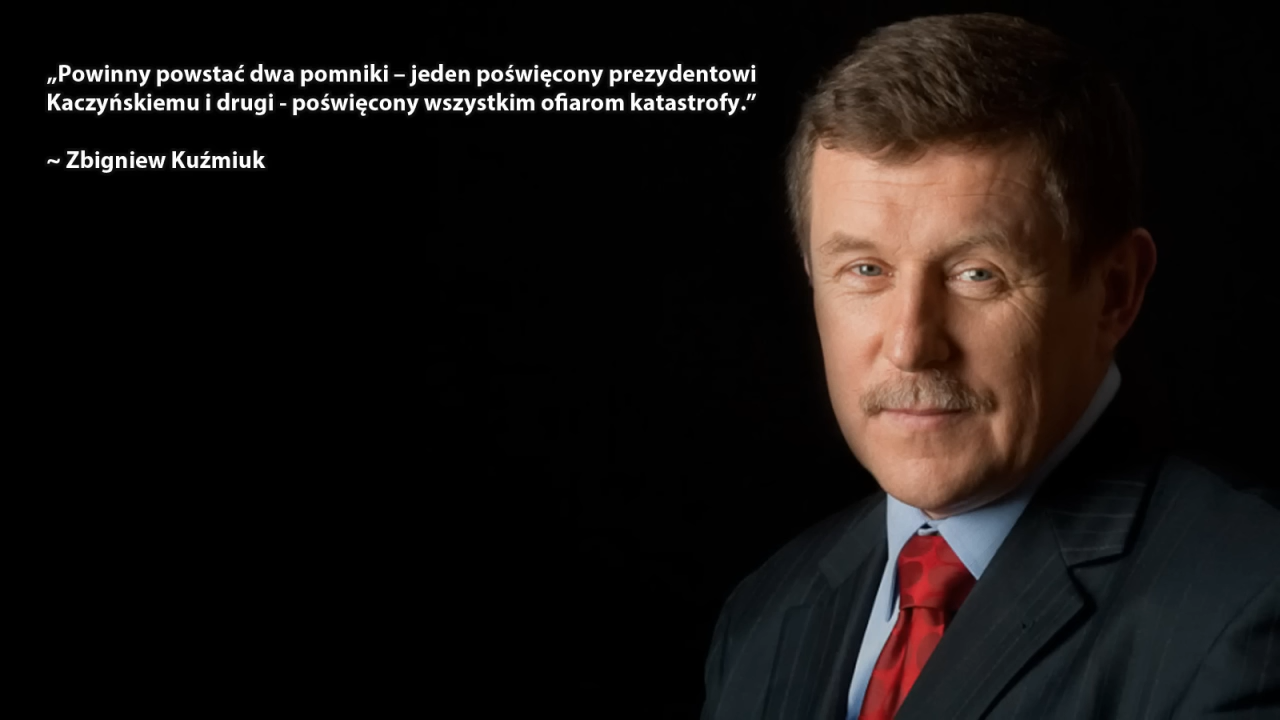 „Powinny powstać dwa pomniki – jeden poświęcony prezydentowi
Kaczyńskiemu i drugi - poświęcony wszystkim ofiarom katastrofy.”
~ Zbigniew Kuźmiuk